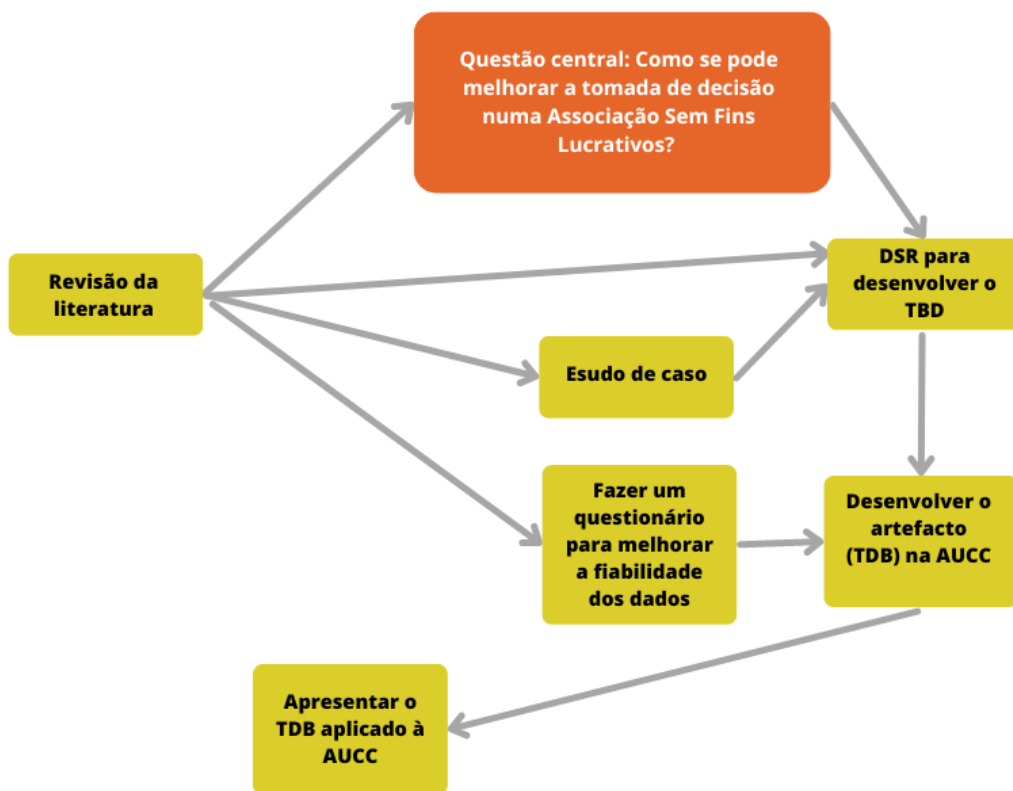 Questão central: Como se pode
melhorar a tomada de decisão
numa Associação Sem Fins
Lucrativos?
Revisão da
literatura
DSR para
desenvolver o
TBD
Esudo de caso
Fazer um
questionário
para melhorar
a fiabilidade
dos dados
Desenvolver o
artefacto
(TDB) na AUCC
Apresentar o
TDB aplicado à
AUCC